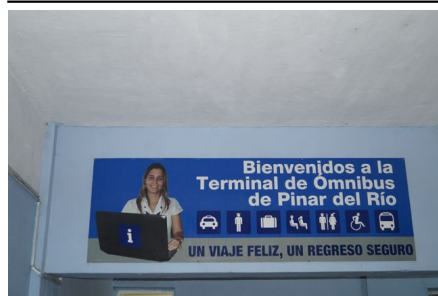 Bienvenidos a la
Terminal de Ómnibus
de Pinar del Río
i
UN VIAJE FELIZ, UN REGRESO SEGURO